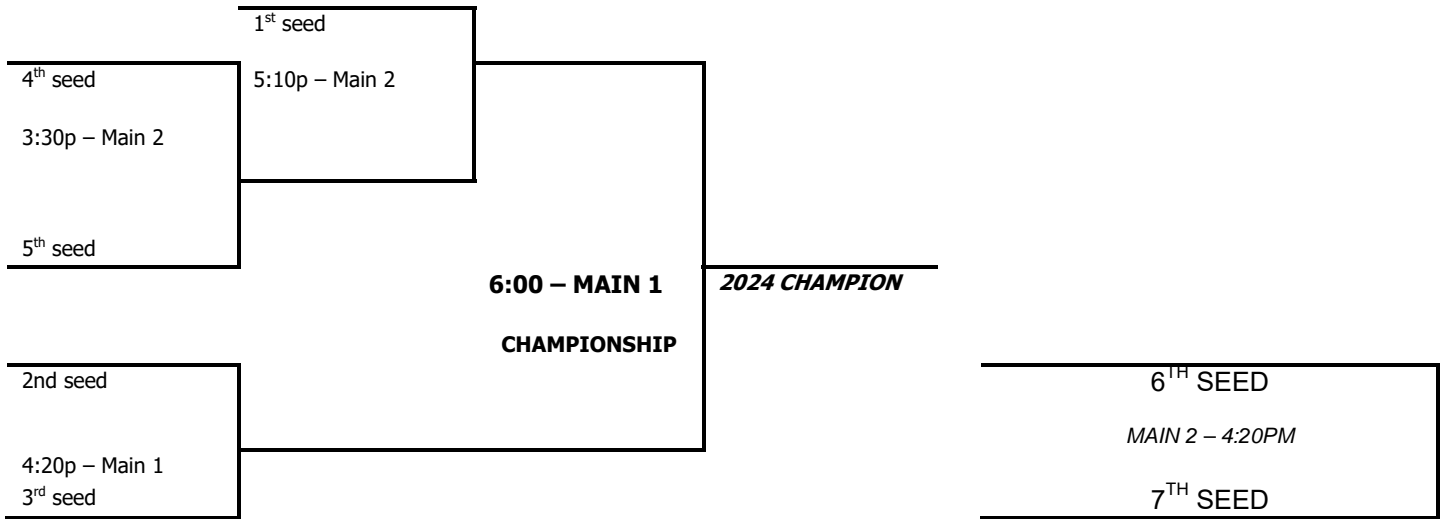 1st seed
4th seed
5:10p – Main 2
3:30p – Main 2
5th seed
6:00 – MAIN 1
2024 CHAMPION
CHAMPIONSHIP
2nd seed
4:20p – Main 1
3rd seed
6TH SEED
MAIN 2 – 4:20PM
7TH SEED